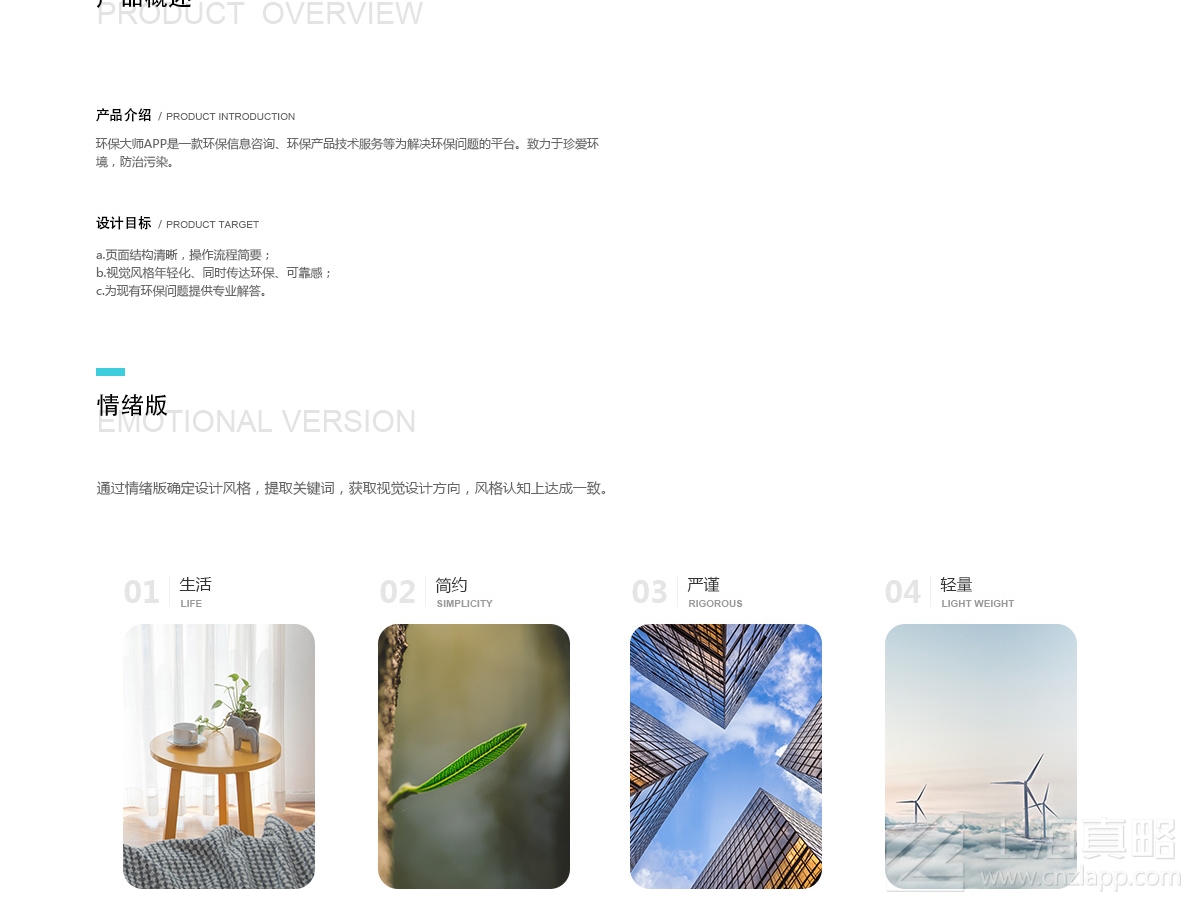 产品概述
PRODUCT OVERVIEW
产品介绍 / PRODUCT INTRODUCTION
环保大师APP是一款环保信息咨询、环保产品技术服务等为解决环保问题的平台。致力于珍爱环
境，防治污染。
设计目标 / PRODUCT TARGET
a.页面结构清晰，操作流程简要；
b.视觉风格年轻化、同时传达环保、可靠感；
c.为现有环保问题提供专业解答。
情绪版
EMOTIONAL VERSION
通过情绪版确定设计风格，提取关键词，获取视觉设计方向，风格认知上达成一致。
01 生活
LIFE
02 简约
SIMPLICITY
03 严谨
RIGOROUS
04 轻量
LIGHT WEIGHT
上海真略
www.cnzlapp.com